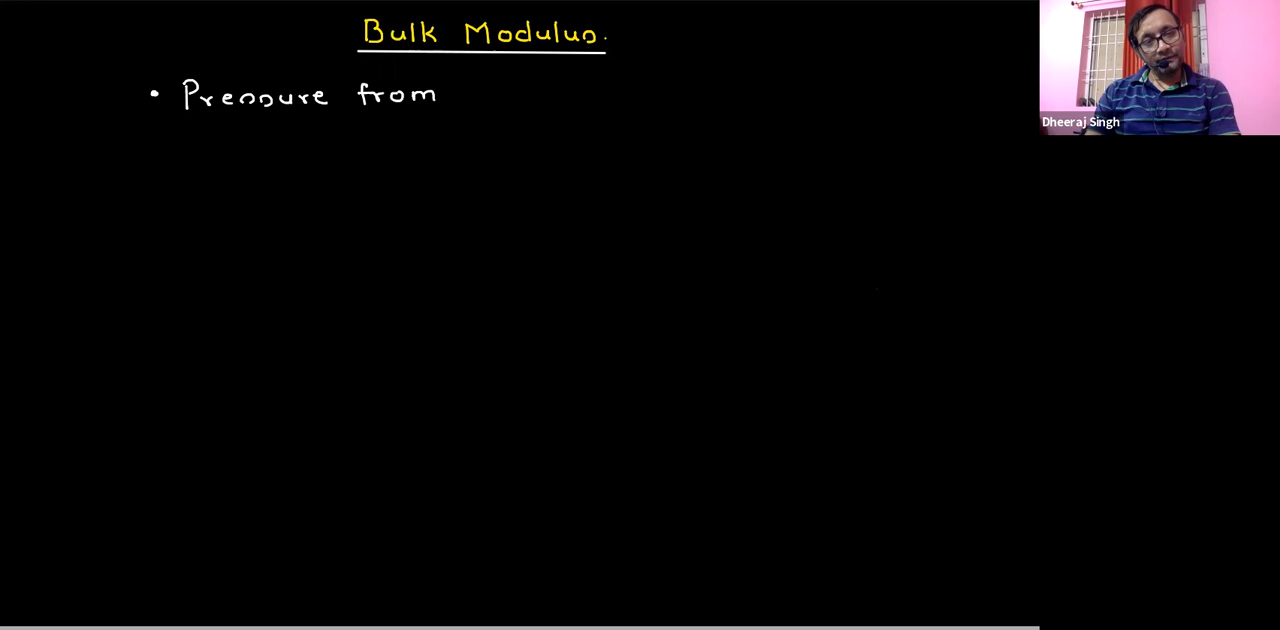 Bulk Modulus.
• Pressure from
Dheeraj Singh